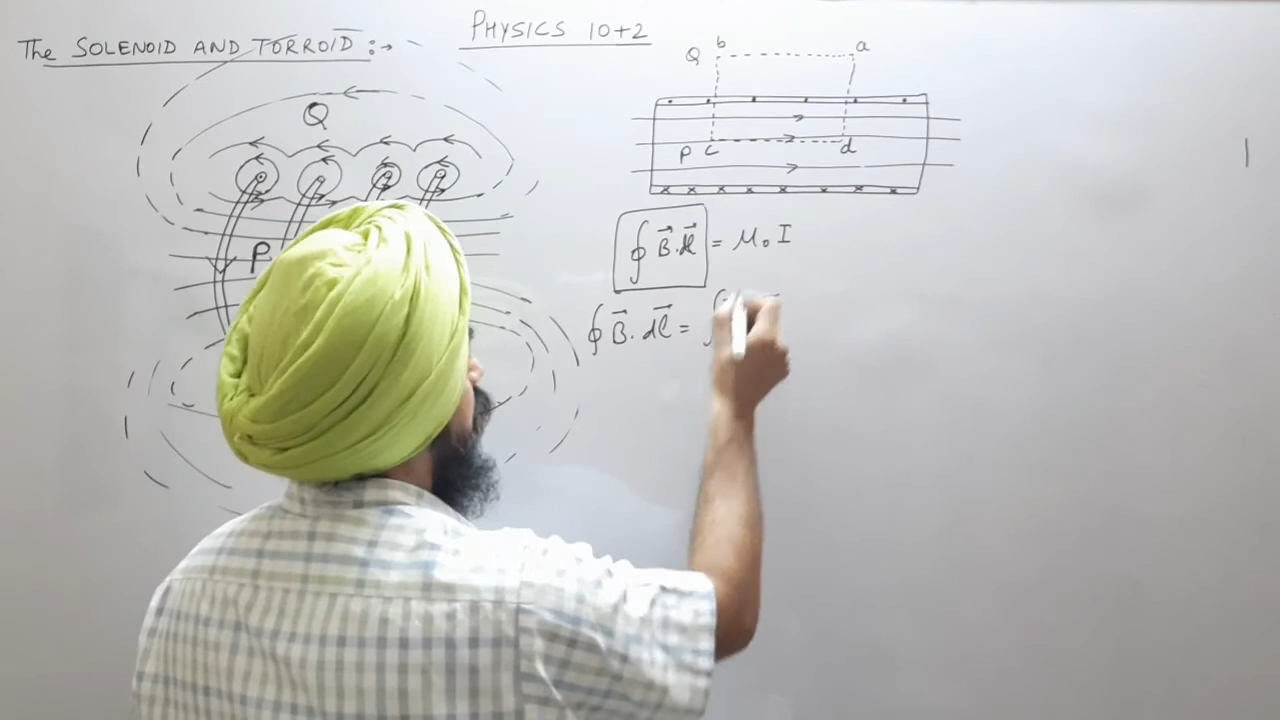 The SOLENOID AND TORROID :→
PHYSICS 10+2
Q
P
Q b a
P c d
∮ B⃗.dl⃗ = μ₀ I
∮ B⃗. dl⃗ =